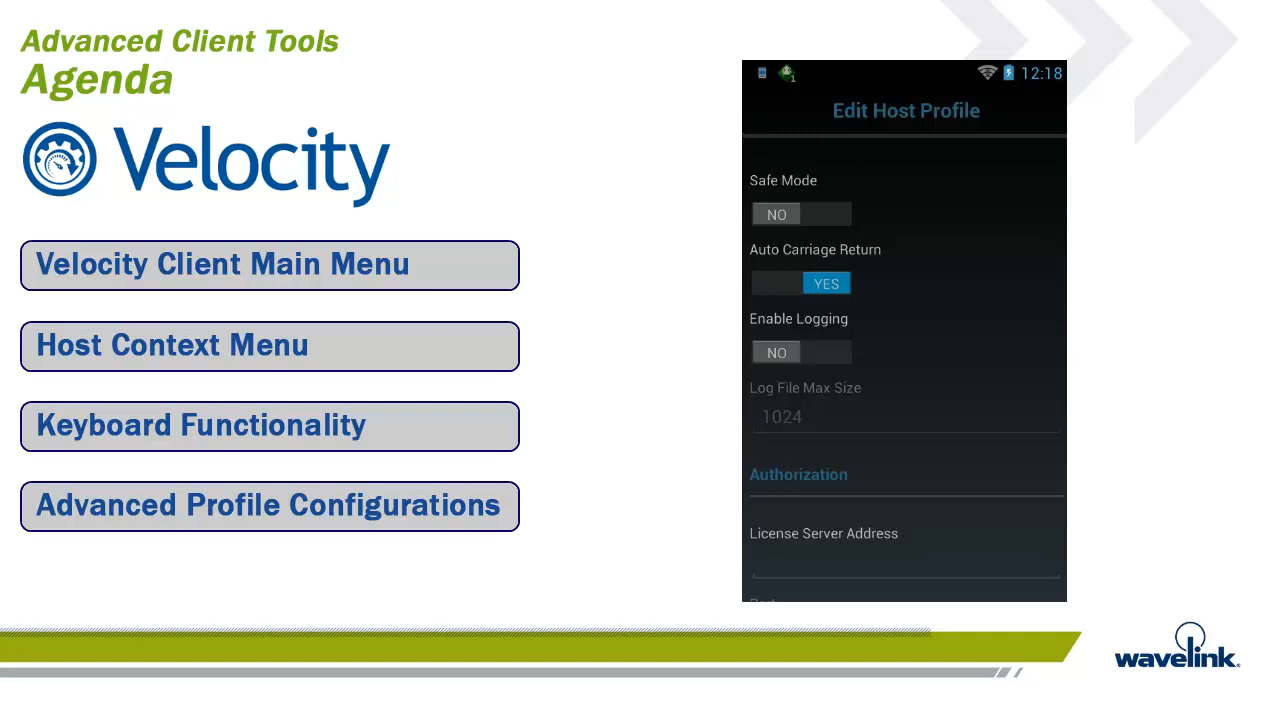 Advanced Client Tools
Agenda
Velocity
Velocity Client Main Menu
Host Context Menu
Keyboard Functionality
Advanced Profile Configurations
1
12:18
Edit Host Profile
Safe Mode
NO
Auto Carriage Return
YES
Enable Logging
NO
Log File Max Size
1024
Authorization
License Server Address
wavelink